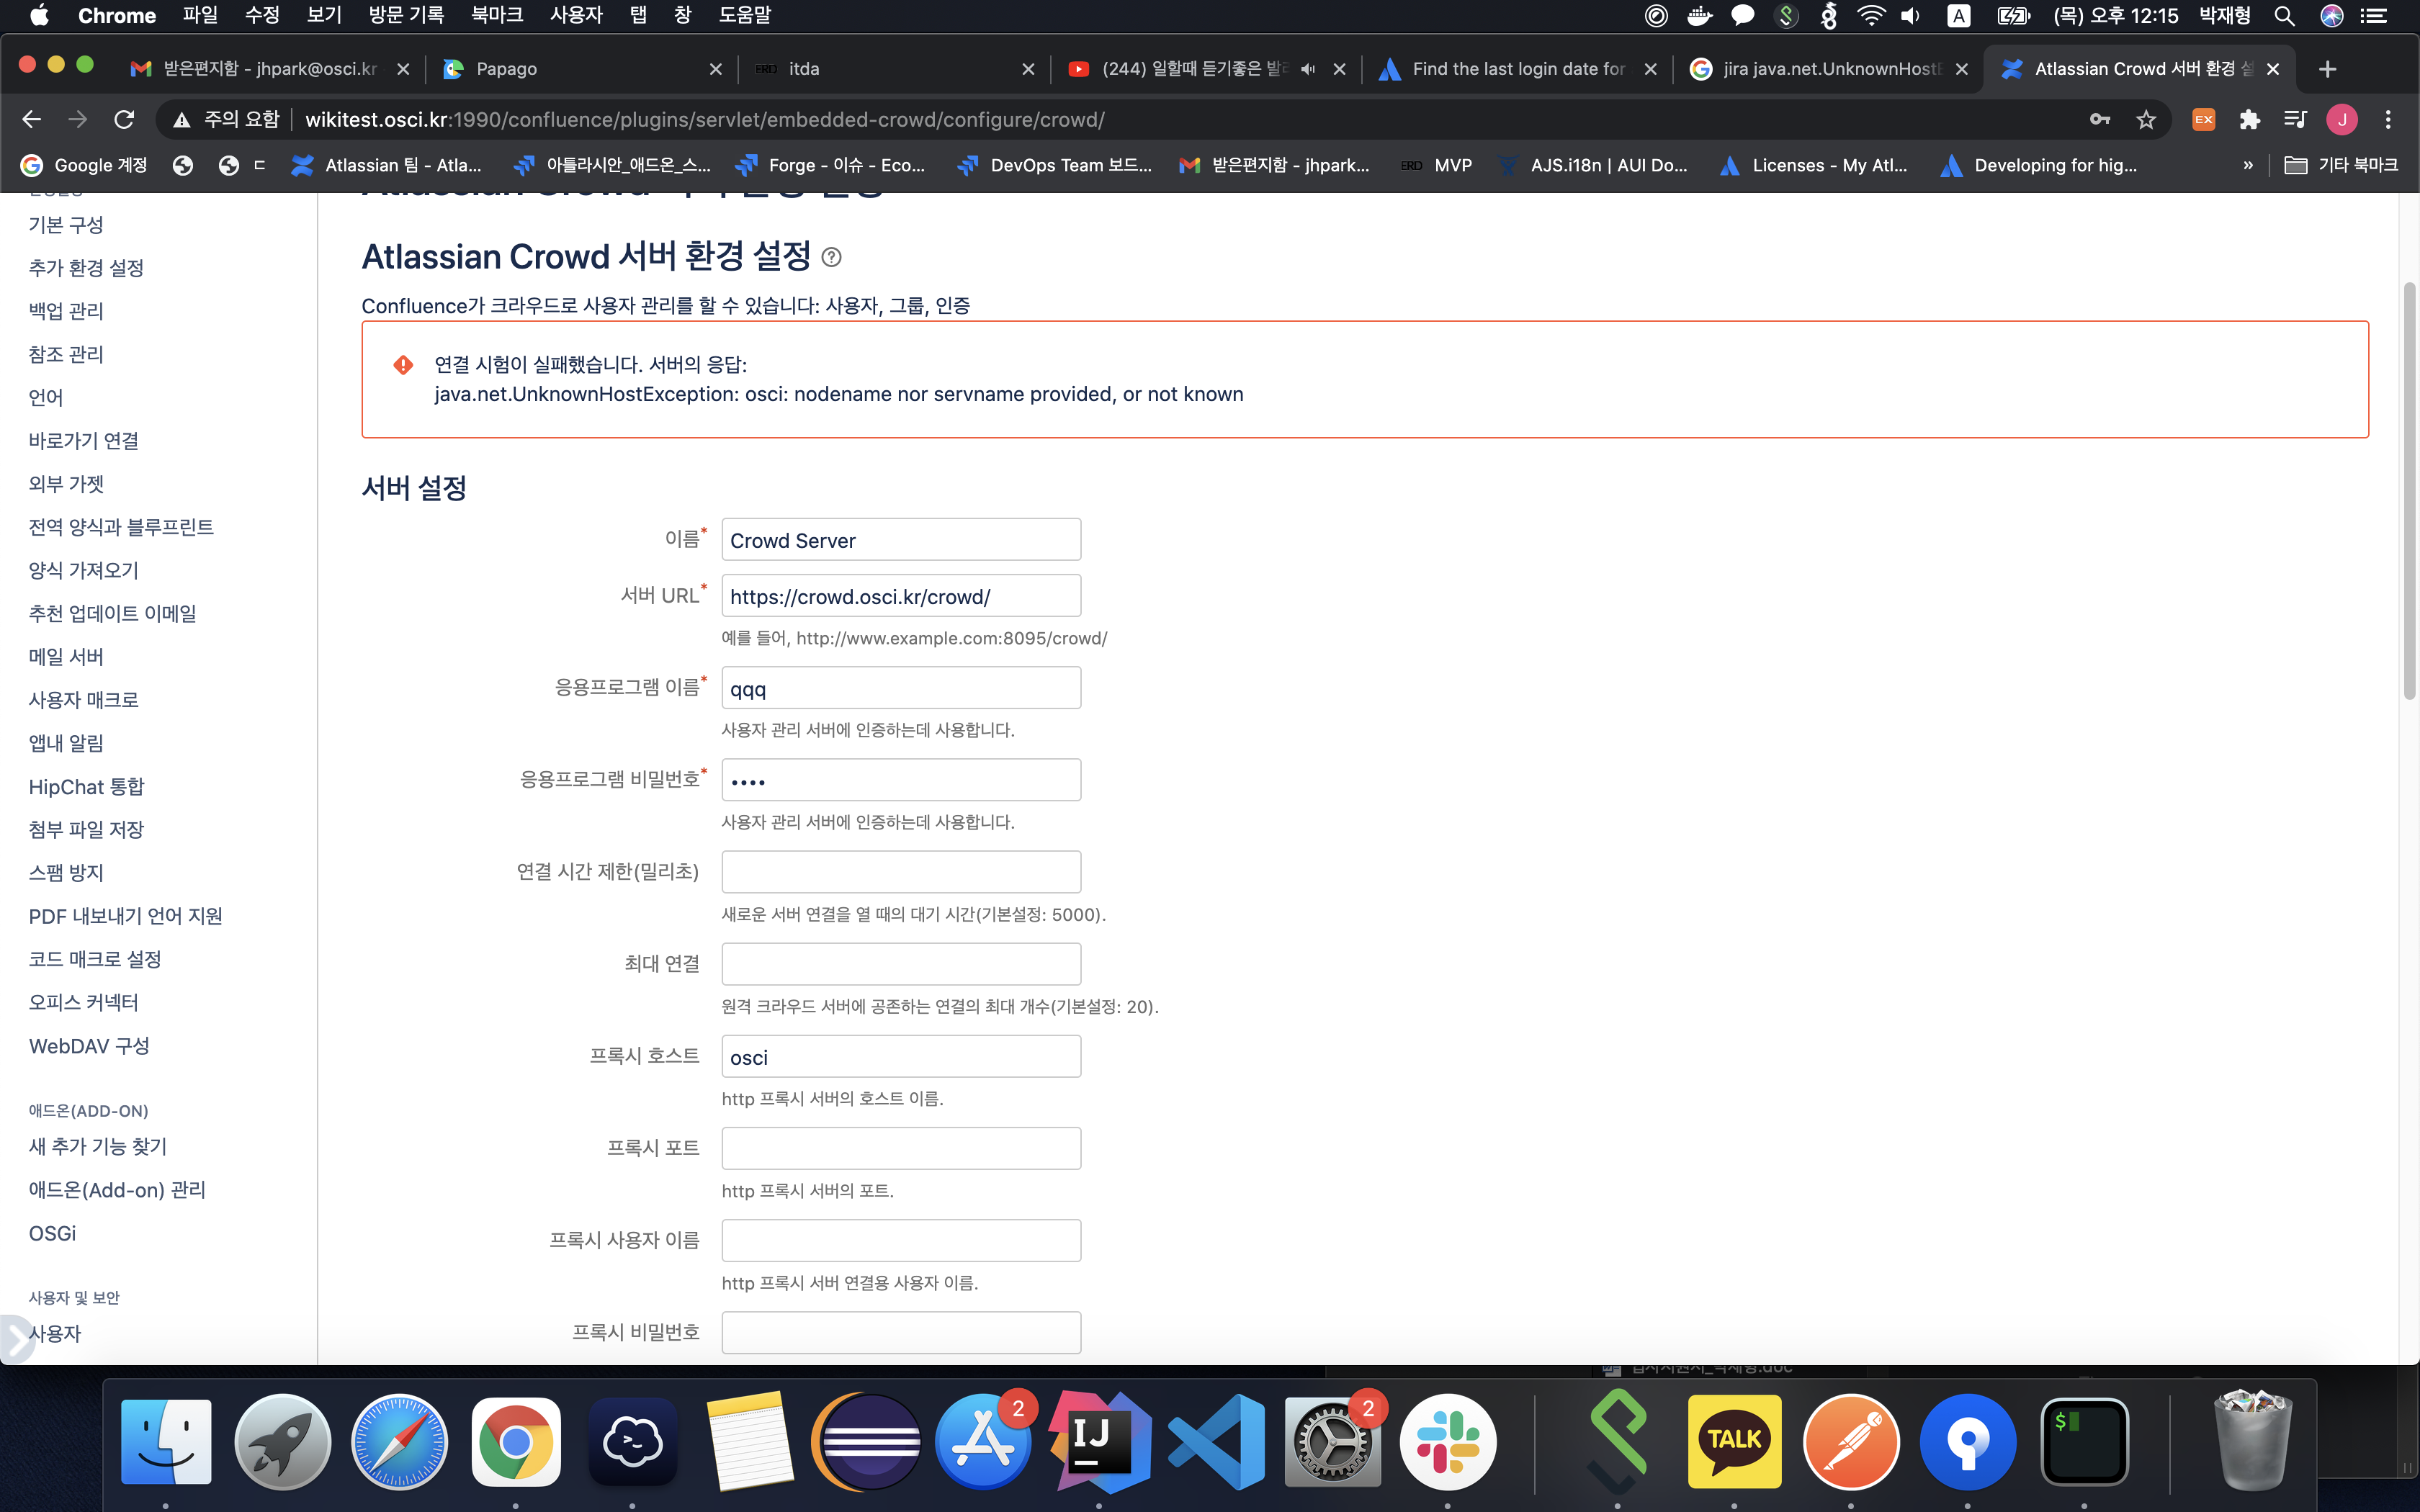 Chrome 파일 수정 보기 방문 기록 북마크 사용자 탭 창 도움말
A (목) 오후 12:15 박재형
받은편지함 - jhpark@osci.kr
Papago
ERD itda
(244) 일할때 듣기좋은 발라
Find the last login date for
jira java.net.UnknownHostE
Atlassian Crowd 서버 환경 설
주의 요함 wikitest.osci.kr:1990/confluence/plugins/servlet/embedded-crowd/configure/crowd/
EX J
Google 계정
ㄷ
Atlassian 팀 - Atla...
아틀라시안_애드온_스...
Forge - 이슈 - Eco...
DevOps Team 보드...
받은편지함 - jhpark...
ERD MVP
AJS.i18n | AUI Do...
Licenses - My Atl...
Developing for hig...
»
기타 북마크
기본 구성
추가 환경 설정
백업 관리
참조 관리
언어
바로가기 연결
외부 가젯
전역 양식과 블루프린트
양식 가져오기
추천 업데이트 이메일
메일 서버
사용자 매크로
앱내 알림
HipChat 통합
첨부 파일 저장
스팸 방지
PDF 내보내기 언어 지원
코드 매크로 설정
오피스 커넥터
WebDAV 구성
애드온(ADD-ON)
새 추가 기능 찾기
애드온(Add-on) 관리
OSGi
사용자 및 보안
사용자
Atlassian Crowd 서버 환경 설정
Atlassian Crowd 서버 환경 설정
Confluence가 크라우드로 사용자 관리를 할 수 있습니다: 사용자, 그룹, 인증
연결 시험이 실패했습니다. 서버의 응답:
java.net.UnknownHostException: osci: nodename nor servname provided, or not known
서버 설정
이름* Crowd Server
서버 URL* https://crowd.osci.kr/crowd/
예를 들어, http://www.example.com:8095/crowd/
응용프로그램 이름* qqq
사용자 관리 서버에 인증하는데 사용합니다.
응용프로그램 비밀번호* ••••
사용자 관리 서버에 인증하는데 사용합니다.
연결 시간 제한(밀리초)
새로운 서버 연결을 열 때의 대기 시간(기본설정: 5000).
최대 연결
원격 크라우드 서버에 공존하는 연결의 최대 개수(기본설정: 20).
프록시 호스트 osci
http 프록시 서버의 호스트 이름.
프록시 포트
http 프록시 서버의 포트.
프록시 사용자 이름
http 프록시 서버 연결용 사용자 이름.
프록시 비밀번호
2
IJ
2
TALK
$